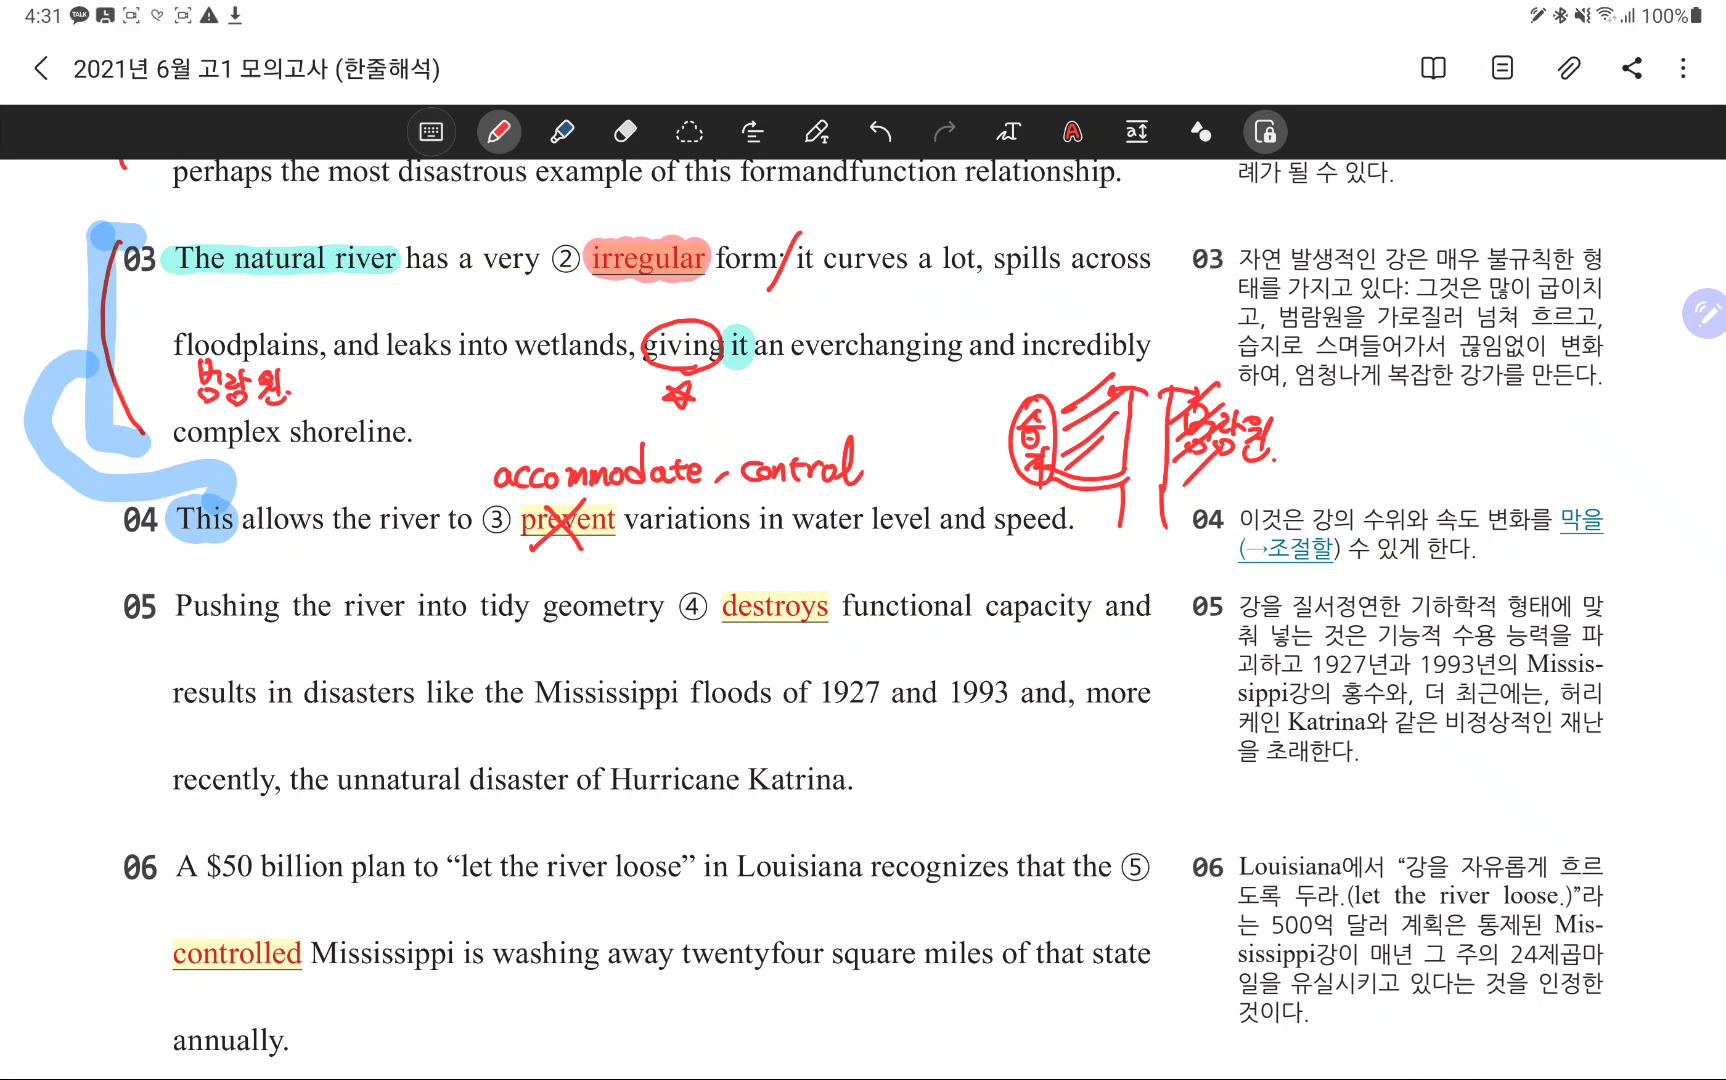 4:31
100%
2021년 6월 고1 모의고사 (한줄해석)
perhaps the most disastrous example of this formandfunction relationship.
례가 될 수 있다.
03 The natural river has a very ② irregular form: it curves a lot, spills across
floodplains, and leaks into wetlands, giving it an everchanging and incredibly
범람원.
complex shoreline.
03 자연 발생적인 강은 매우 불규칙한 형
태를 가지고 있다: 그것은 많이 굽이치
고, 범람원을 가로질러 넘쳐 흐르고,
습지로 스며들어가서 끊임없이 변화
하여, 엄청나게 복잡한 강가를 만든다.
습지
범람원.
accommodate, control
04 This allows the river to ③ prevent variations in water level and speed.
04 이것은 강의 수위와 속도 변화를 막을
(→조절할) 수 있게 한다.
05 Pushing the river into tidy geometry ④ destroys functional capacity and
results in disasters like the Mississippi floods of 1927 and 1993 and, more
recently, the unnatural disaster of Hurricane Katrina.
05 강을 질서정연한 기하학적 형태에 맞
춰 넣는 것은 기능적 수용 능력을 파
괴하고 1927년과 1993년의 Missis-
sippi강의 홍수와, 더 최근에는, 허리
케인 Katrina와 같은 비정상적인 재난
을 초래한다.
06 A $50 billion plan to “let the river loose” in Louisiana recognizes that the ⑤
controlled Mississippi is washing away twentyfour square miles of that state
annually.
06 Louisiana에서 “강을 자유롭게 흐르
도록 두라.(let the river loose.)”라
는 500억 달러 계획은 통제된 Mis-
sissippi강이 매년 그 주의 24제곱마
일을 유실시키고 있다는 것을 인정한
것이다.